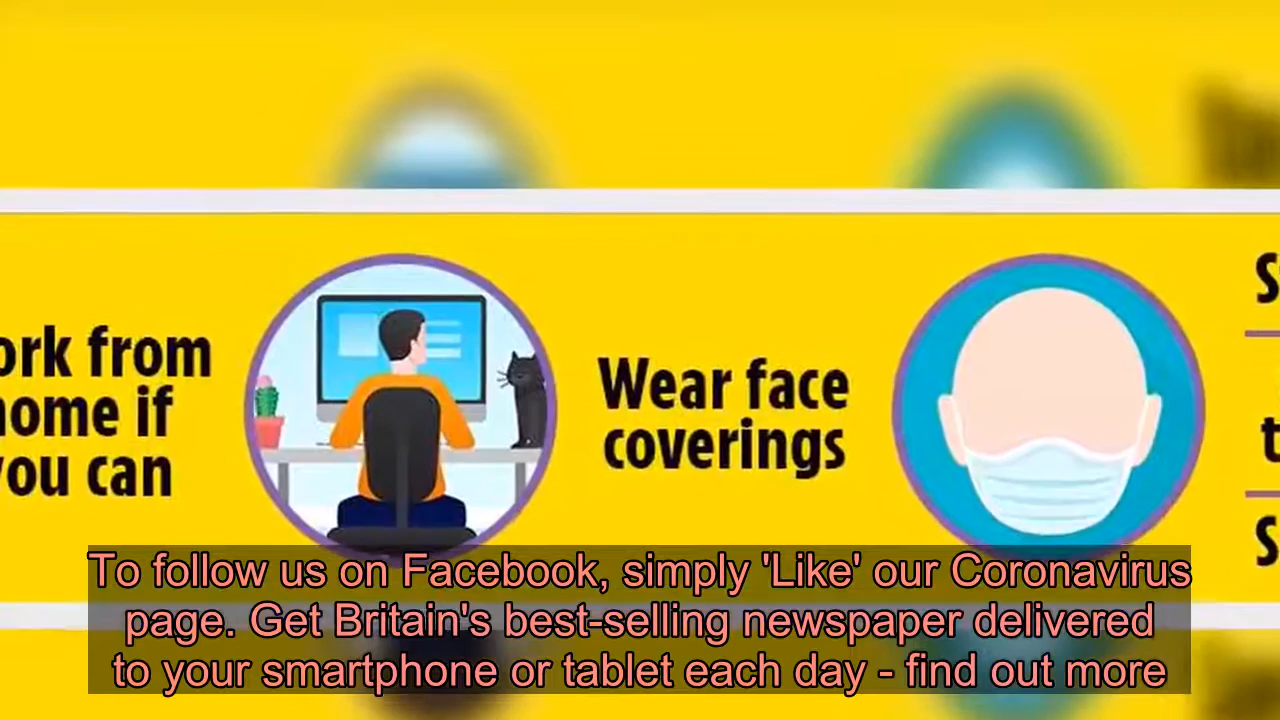 ork from
home if
you can
Wear face
coverings
To follow us on Facebook, simply 'Like' our Coronavirus
page. Get Britain's best-selling newspaper delivered
to your smartphone or tablet each day - find out more